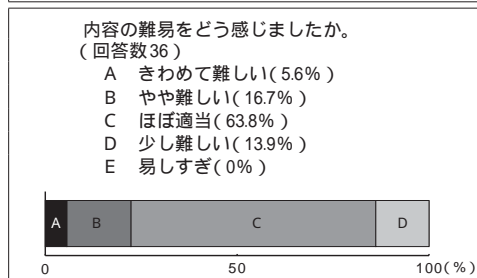 内容の難易をどう感じましたか。
(回答数36)
A きわめて難しい(5.6%)
B やや難しい(16.7%)
C ほぼ適当(63.8%)
D 少し難しい(13.9%)
E 易しすぎ(0%)
A B C D
0 50 100(%)